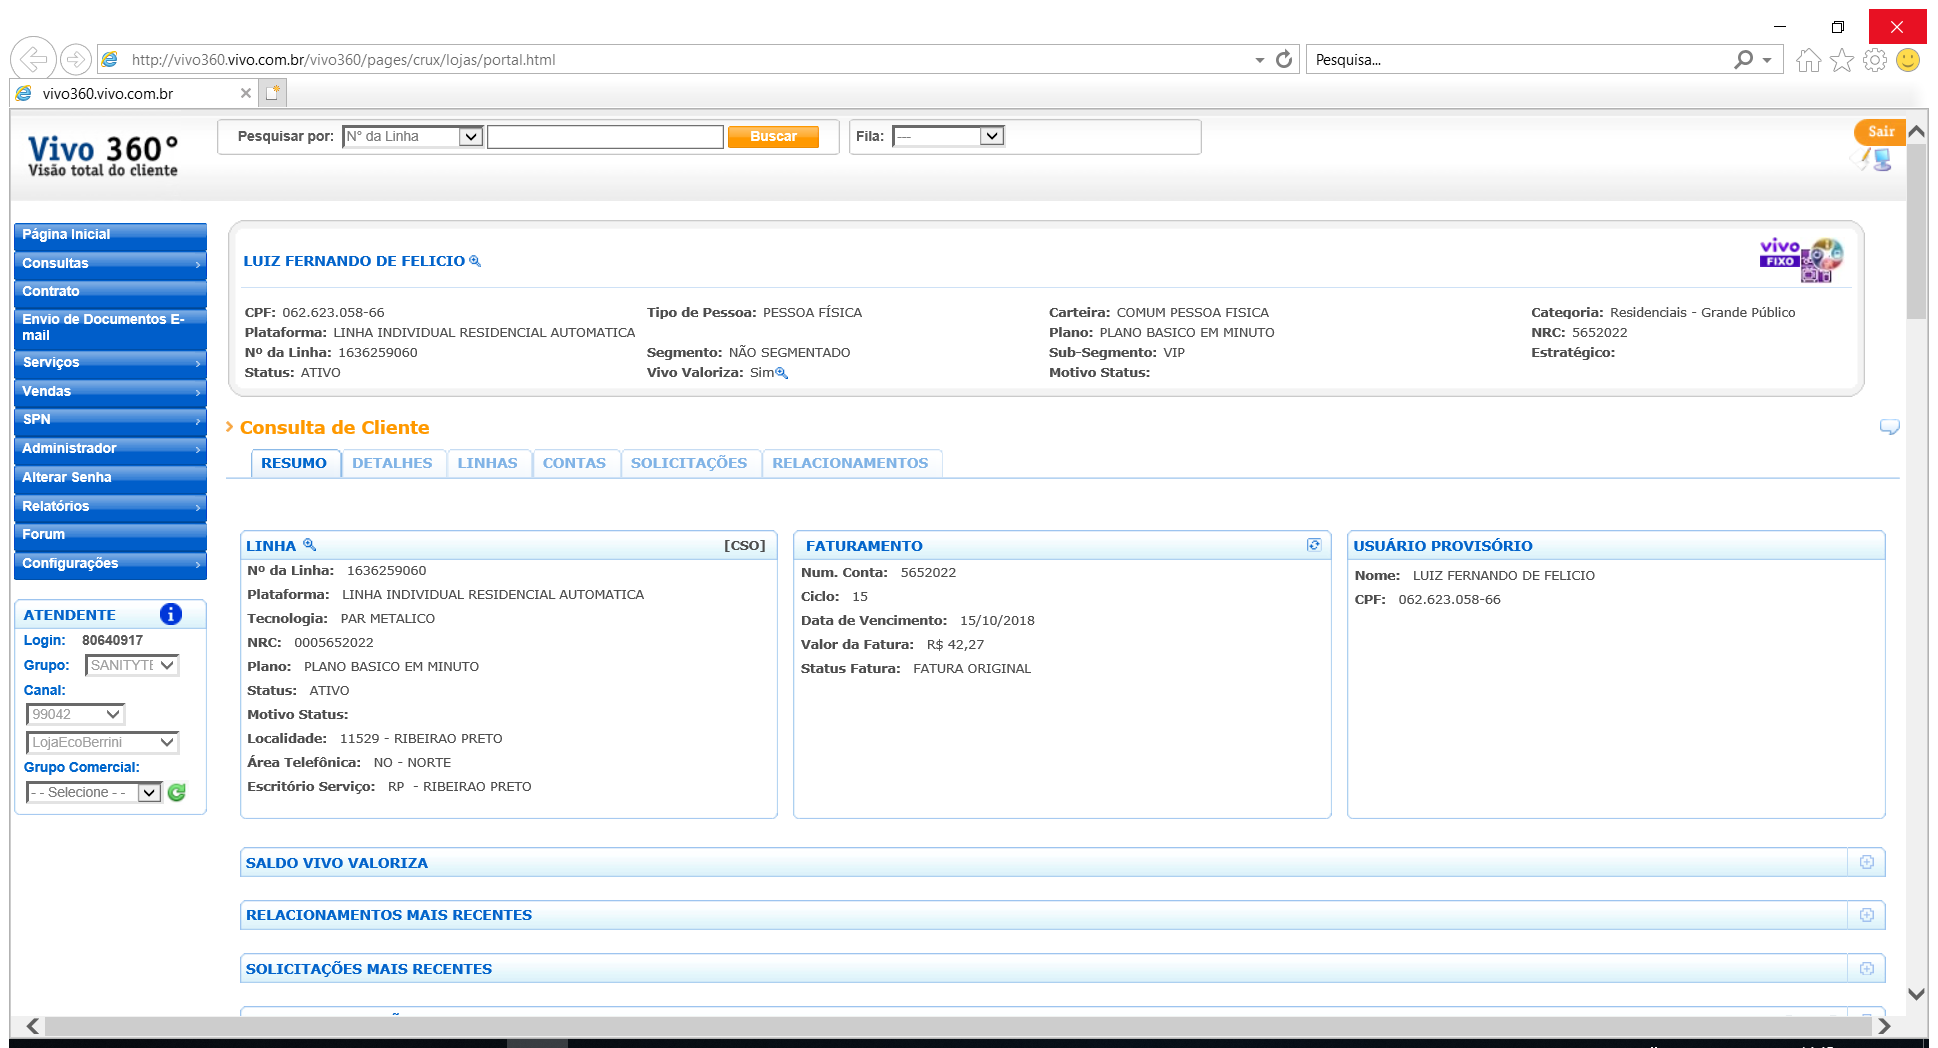 http://vivo360.vivo.com.br/vivo360/pages/crux/lojas/portal.html
Pesquisa...
vivo360.vivo.com.br
Vivo 360°
Visão total do cliente
Pesquisar por: N° da Linha Buscar
Fila: ---
Sair
Página Inicial
Consultas
Contrato
Envio de Documentos E-
mail
Serviços
Vendas
SPN
Administrador
Alterar Senha
Relatórios
Forum
Configurações
ATENDENTE
Login: 80640917
Grupo: SANITYTE
Canal:
99042
LojaEcoBerrini
Grupo Comercial:
- - Selecione - -
LUIZ FERNANDO DE FELICIO
vivo
FIXO
CPF: 062.623.058-66 Tipo de Pessoa: PESSOA FÍSICA Carteira: COMUM PESSOA FISICA Categoria: Residenciais - Grande Público
Plataforma: LINHA INDIVIDUAL RESIDENCIAL AUTOMATICA Plano: PLANO BASICO EM MINUTO NRC: 5652022
Nº da Linha: 1636259060 Segmento: NÃO SEGMENTADO Sub-Segmento: VIP Estratégico:
Status: ATIVO Vivo Valoriza: Sim Motivo Status:
Consulta de Cliente
RESUMO DETALHES LINHAS CONTAS SOLICITAÇÕES RELACIONAMENTOS
LINHA [CSO]
Nº da Linha: 1636259060
Plataforma: LINHA INDIVIDUAL RESIDENCIAL AUTOMATICA
Tecnologia: PAR METALICO
NRC: 0005652022
Plano: PLANO BASICO EM MINUTO
Status: ATIVO
Motivo Status:
Localidade: 11529 - RIBEIRAO PRETO
Área Telefônica: NO - NORTE
Escritório Serviço: RP - RIBEIRAO PRETO
FATURAMENTO
Num. Conta: 5652022
Ciclo: 15
Data de Vencimento: 15/10/2018
Valor da Fatura: R$ 42,27
Status Fatura: FATURA ORIGINAL
USUÁRIO PROVISÓRIO
Nome: LUIZ FERNANDO DE FELICIO
CPF: 062.623.058-66
SALDO VIVO VALORIZA
RELACIONAMENTOS MAIS RECENTES
SOLICITAÇÕES MAIS RECENTES